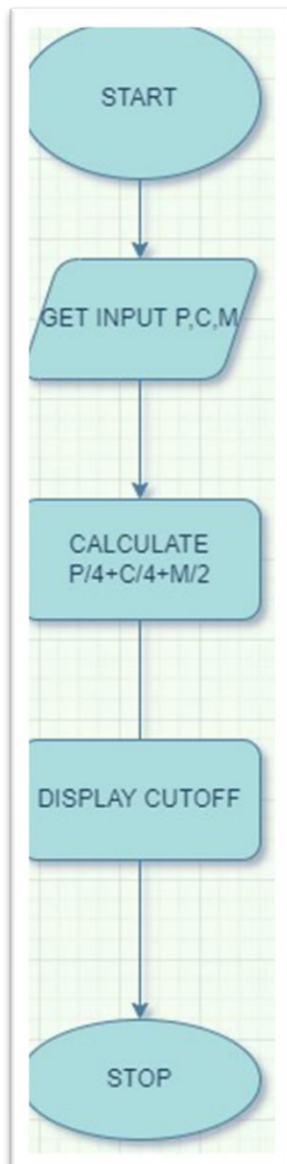 START
GET INPUT P,C,M
CALCULATE
P/4+C/4+M/2
DISPLAY CUTOFF
STOP